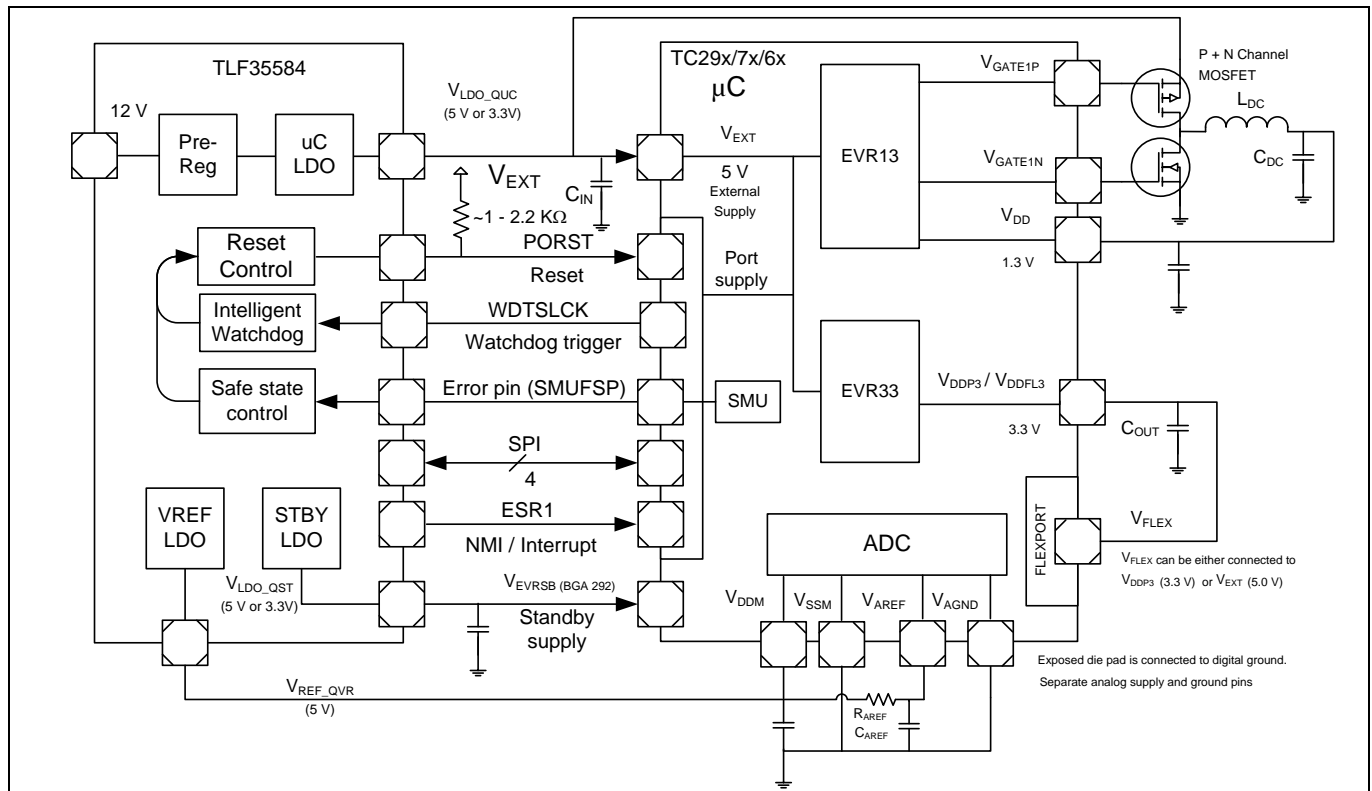 TLF35584
12 V
Pre-
Reg
uC
LDO
VLDO_QUC
(5 V or 3.3V)
VEXT
CIN
~1 - 2.2 KΩ
Reset
Control
PORST
Reset
Intelligent
Watchdog
WDTSLCK
Watchdog trigger
Safe state
control
Error pin (SMUFSP)
SMU
SPI
4
ESR1
NMI / Interrupt
VREF
LDO
STBY
LDO
VLDO_QST
(5 V or 3.3V)
VEVRSB (BGA 292)
Standby
supply
VREF_QVR
(5 V)
TC29x/7x/6x
µC
VEXT
5 V
External
Supply
Port
supply
EVR13
VGATE1P
VGATE1N
VDD
1.3 V
P + N Channel
MOSFET
LDC
CDC
EVR33
VDDP3 / VDDFL3
3.3 V
COUT
FLEXPORT
VFLEX
VFLEX can be either connected to
VDDP3 (3.3 V) or VEXT (5.0 V)
ADC
VDDM
VSSM
VAREF
VAGND
RAREF
CAREF
Exposed die pad is connected to digital ground.
Separate analog supply and ground pins